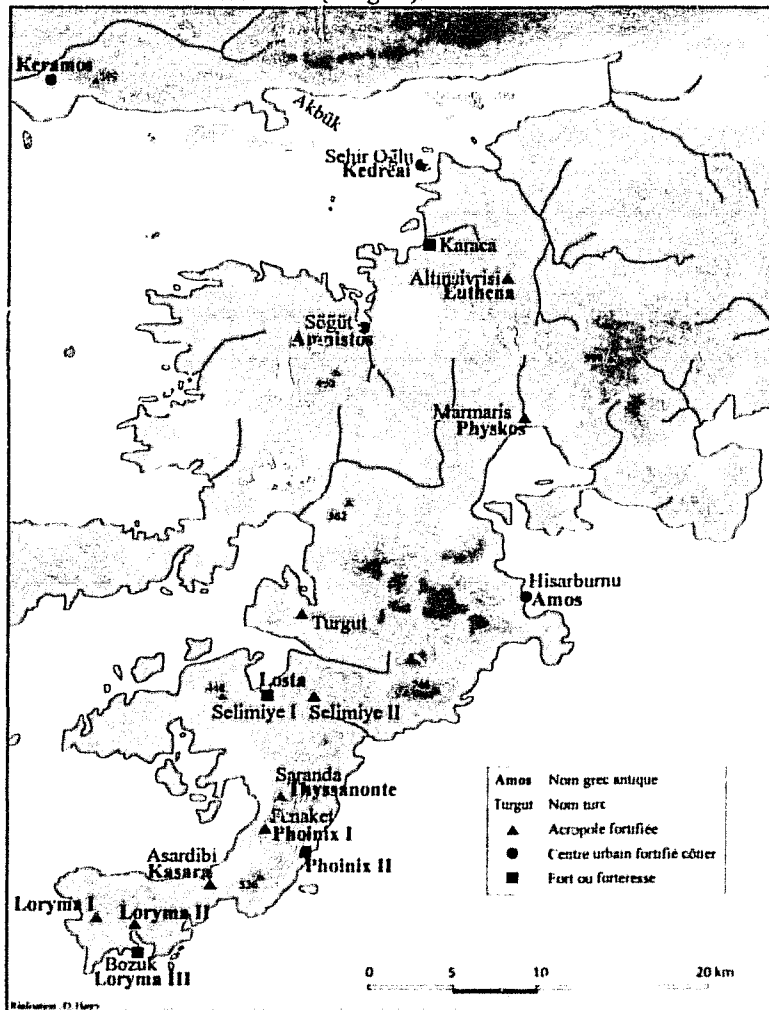 Keramos
Akbük
Şehir Oğlu
Kedreai
Karaca
Altınsivrisi
Euthena
Söğüt
Amnistos
Marmaris
Physkos
Hisarburnu
Amos
Turgut
Losta
Selimiye I
Selimiye II
Saranda
Thyssanonte
Fenaket
Phoinix I
Asardibi
Kasara
Phoinix II
Loryma I
Loryma II
Bozuk
Loryma III
Amos Nom grec antique
Turgut Nom turc
Acropole fortifiée
Centre urbain fortifié côtier
Fort ou forteresse
0 5 10 20 km